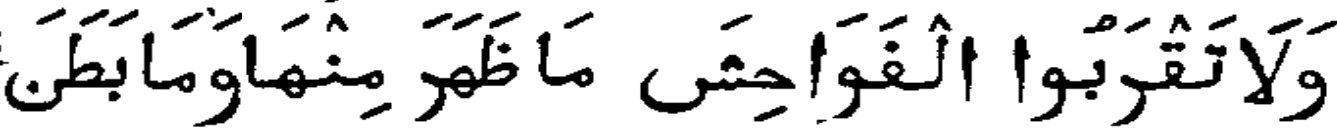 وَلَا تَقْرَبُوا الْفَوَاحِشَ مَا ظَهَرَ مِنْهَا وَمَا بَطَنَ